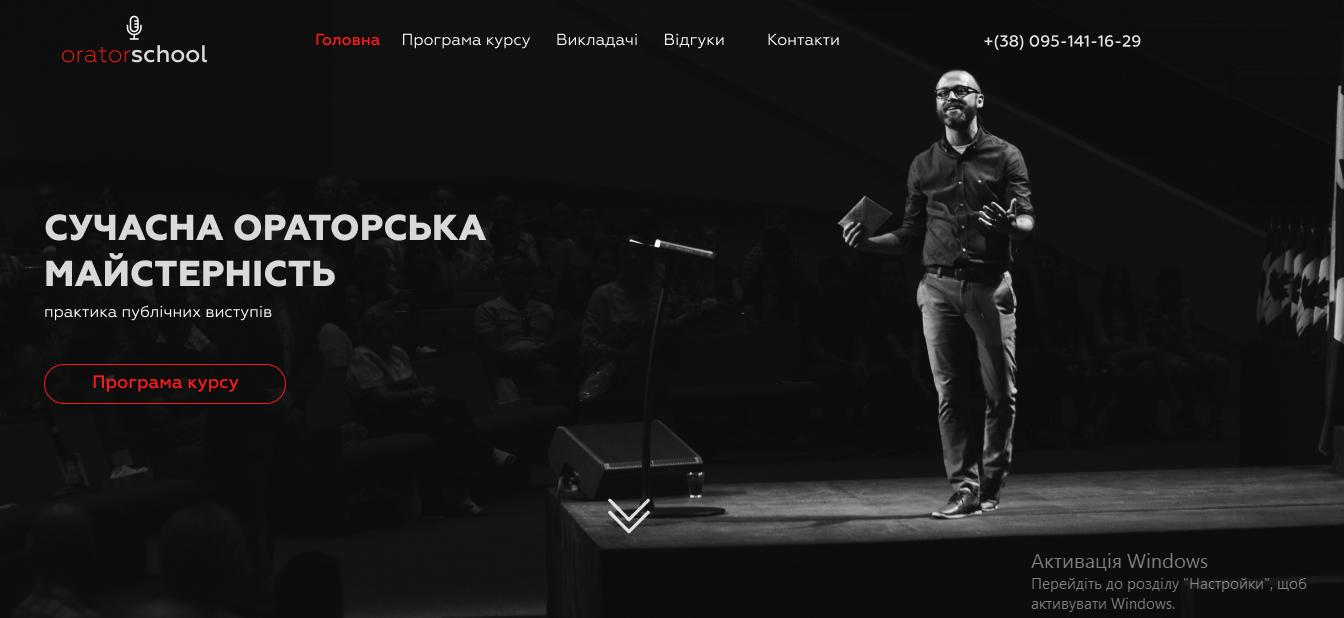 oratorschool
Головна Програма курсу Викладачі Відгуки Контакти +(38) 095-141-16-29
СУЧАСНА ОРАТОРСЬКА
МАЙСТЕРНІСТЬ
практика публічних виступів
Програма курсу
Активація Windows
Перейдіть до розділу "Настройки", щоб
активувати Windows.